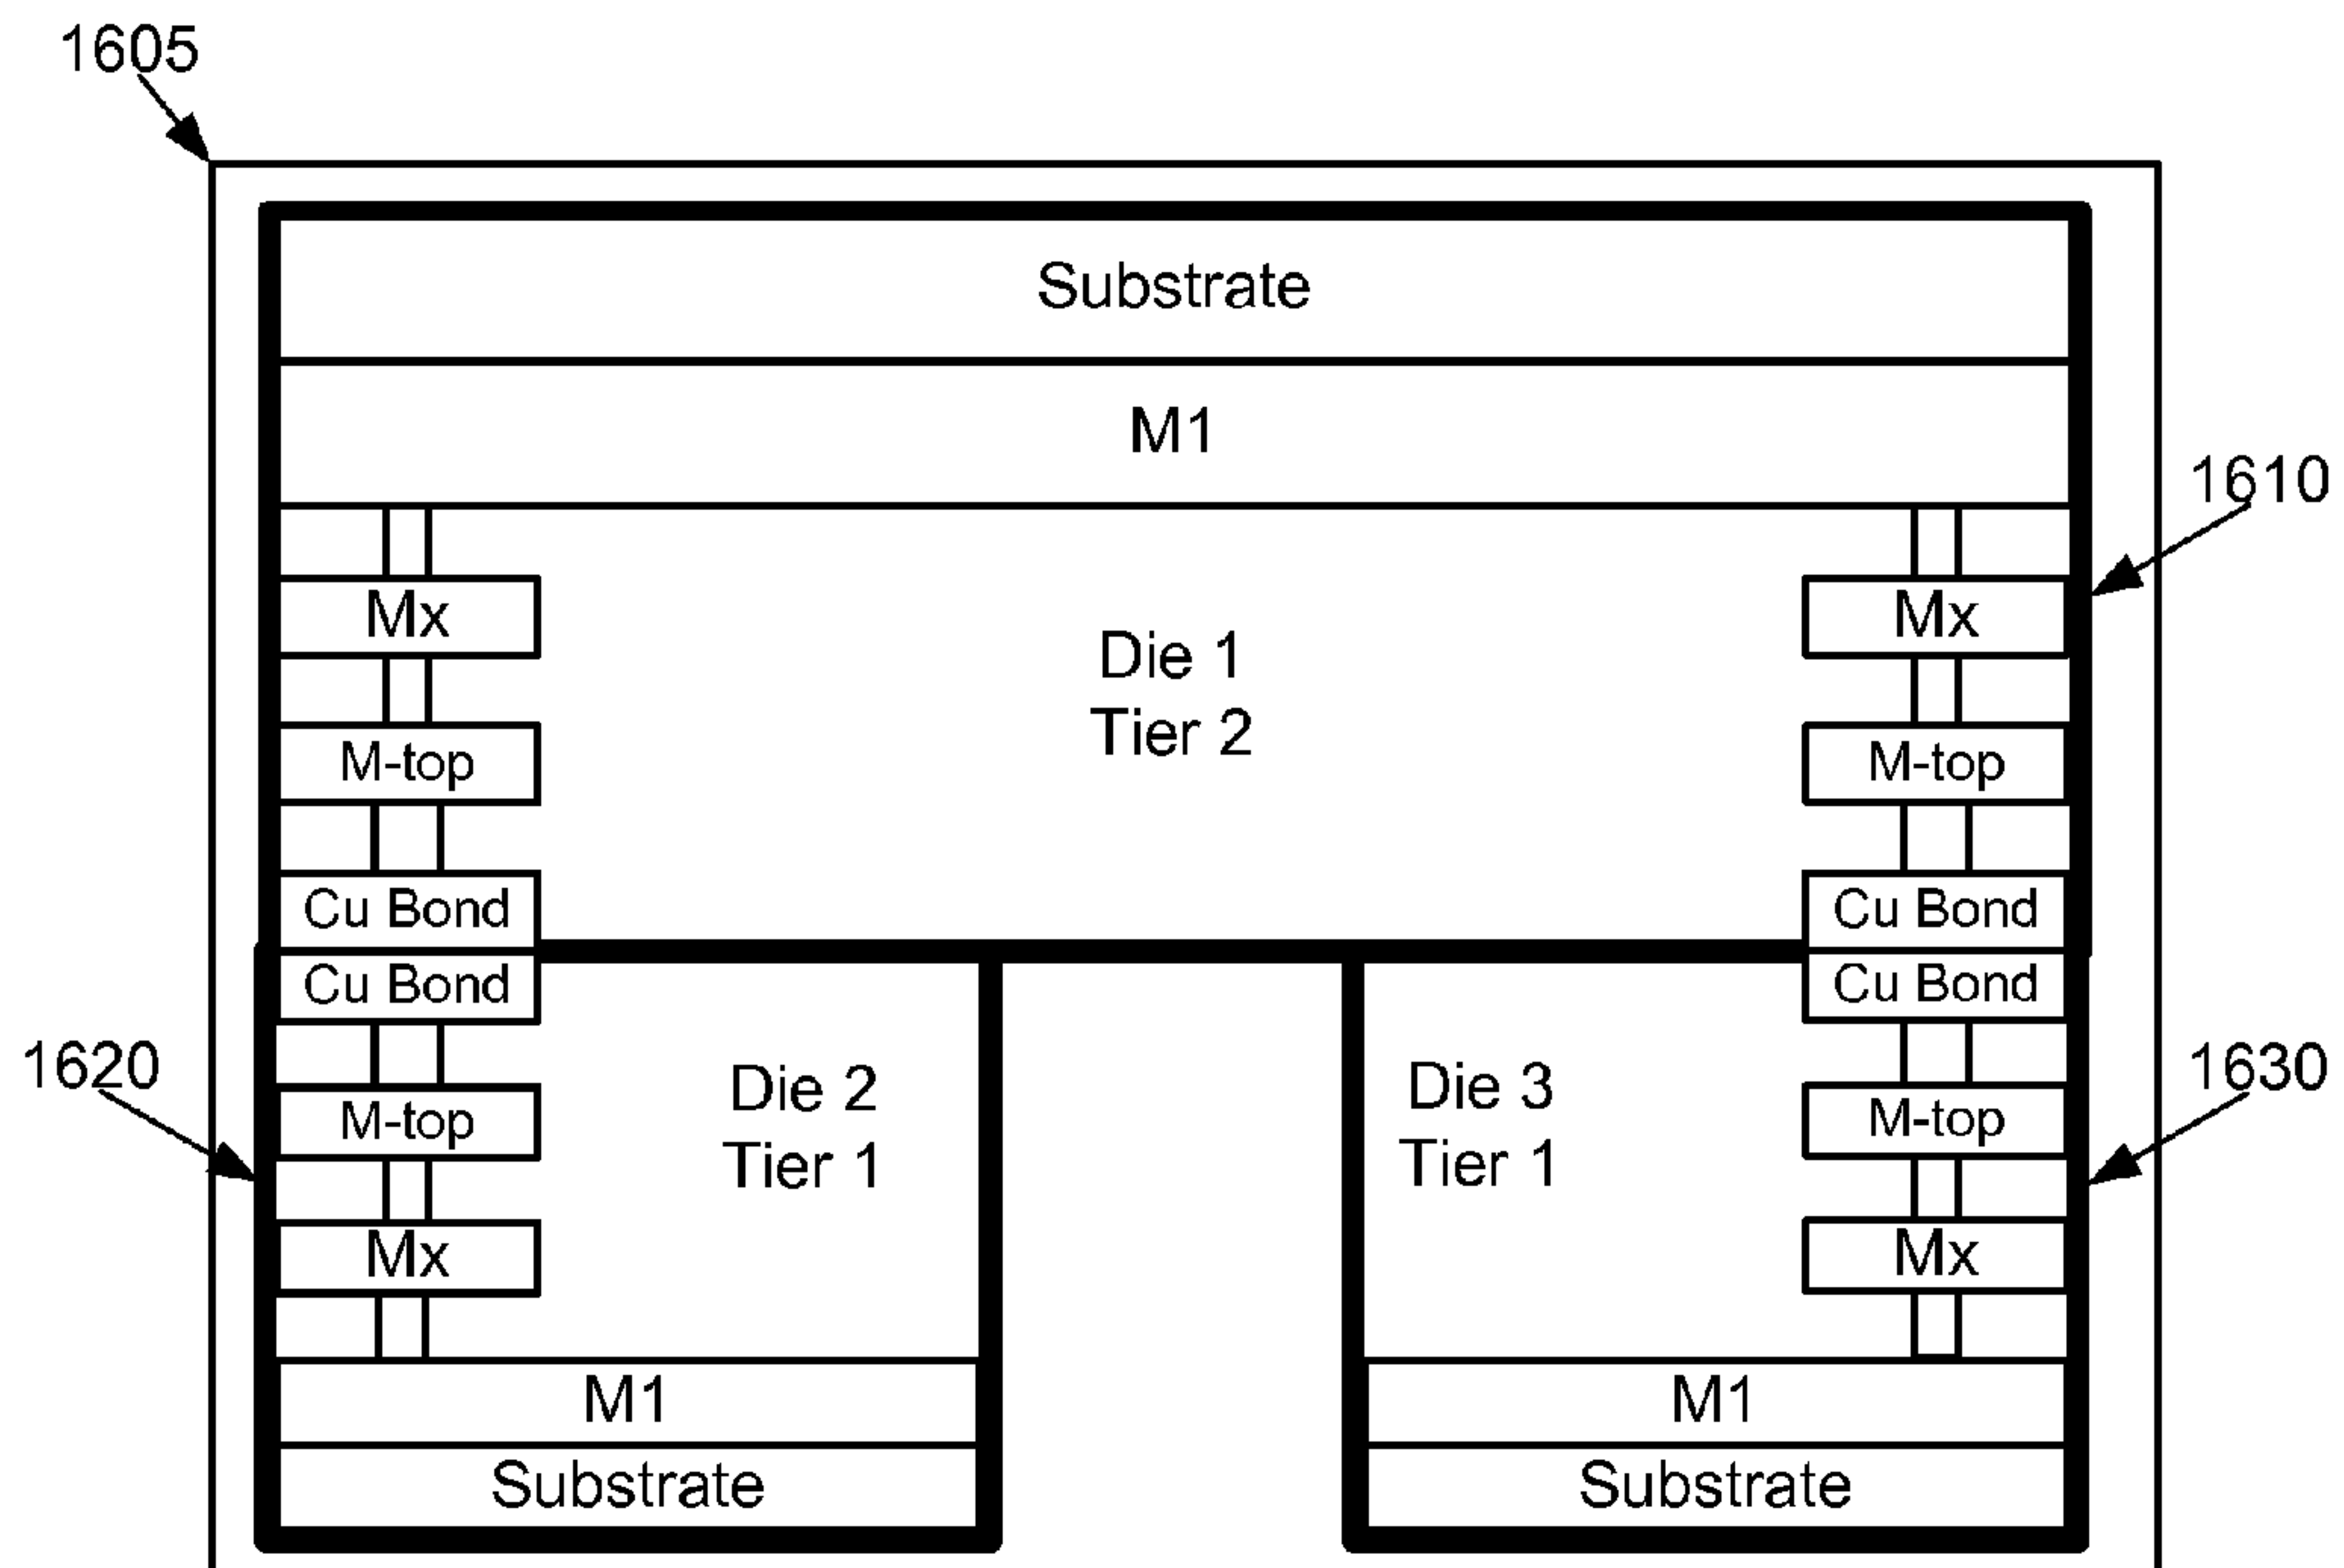 1605
Substrate
M1
1610
Mx
Mx
Die 1
Tier 2
M-top
M-top
Cu Bond
Cu Bond
Cu Bond
Cu Bond
1620
Die 2
Tier 1
Die 3
Tier 1
1630
M-top
M-top
Mx
Mx
M1
M1
Substrate
Substrate